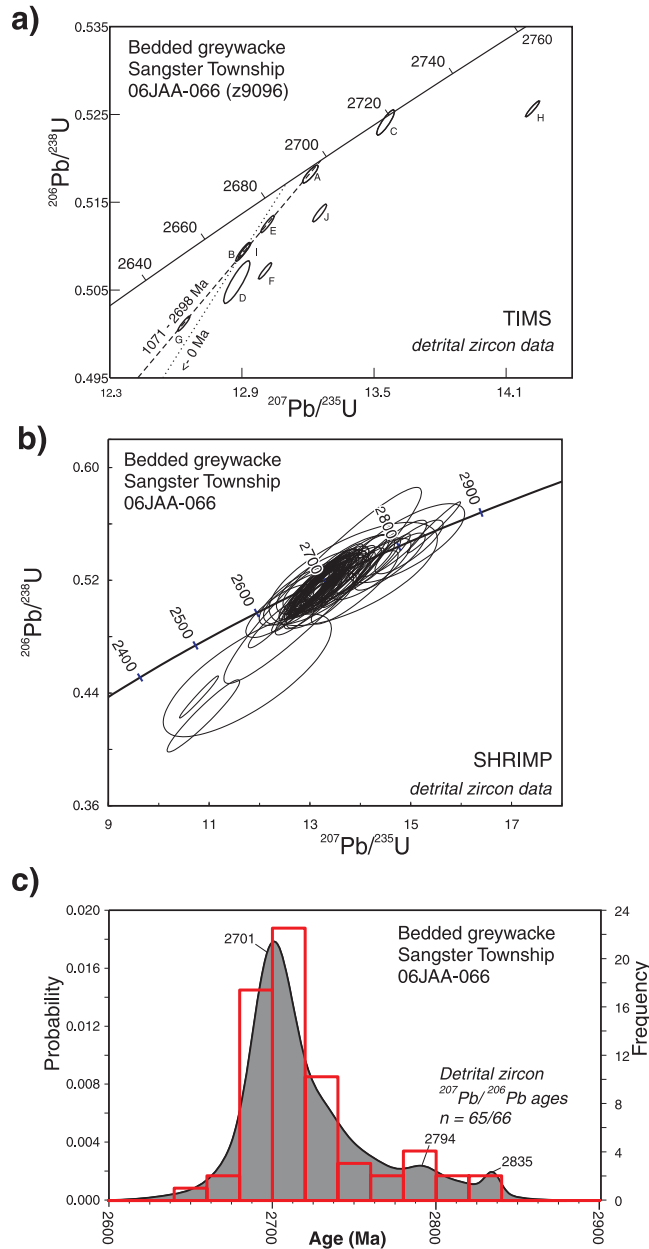 a)
Bedded greywacke
Sangster Township
06JAA-066 (z9096)
0.535
0.525
0.515
0.505
0.495
206Pb/238U
2640
2660
2680
2700
2720
2740
2760
A
B
C
D
E
F
G
H
I
J
1071 - 2698 Ma
<- 0 Ma
TIMS
detrital zircon data
12.3
12.9
13.5
14.1
207Pb/235U
b)
Bedded greywacke
Sangster Township
06JAA-066
0.60
0.52
0.44
0.36
206Pb/238U
2400
2500
2600
2700
2800
2900
SHRIMP
detrital zircon data
9
11
13
15
17
207Pb/235U
c)
0.020
0.016
0.012
0.008
0.004
0.000
Probability
2701
Bedded greywacke
Sangster Township
06JAA-066
Detrital zircon
207Pb/206Pb ages
n = 65/66
2794
2835
24
20
16
12
8
4
0
Frequency
2600
2700
2800
2900
Age (Ma)